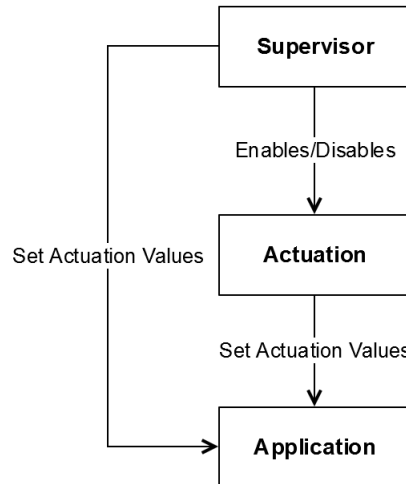 Supervisor
Enables/Disables
Actuation
Set Actuation Values
Set Actuation Values
Application